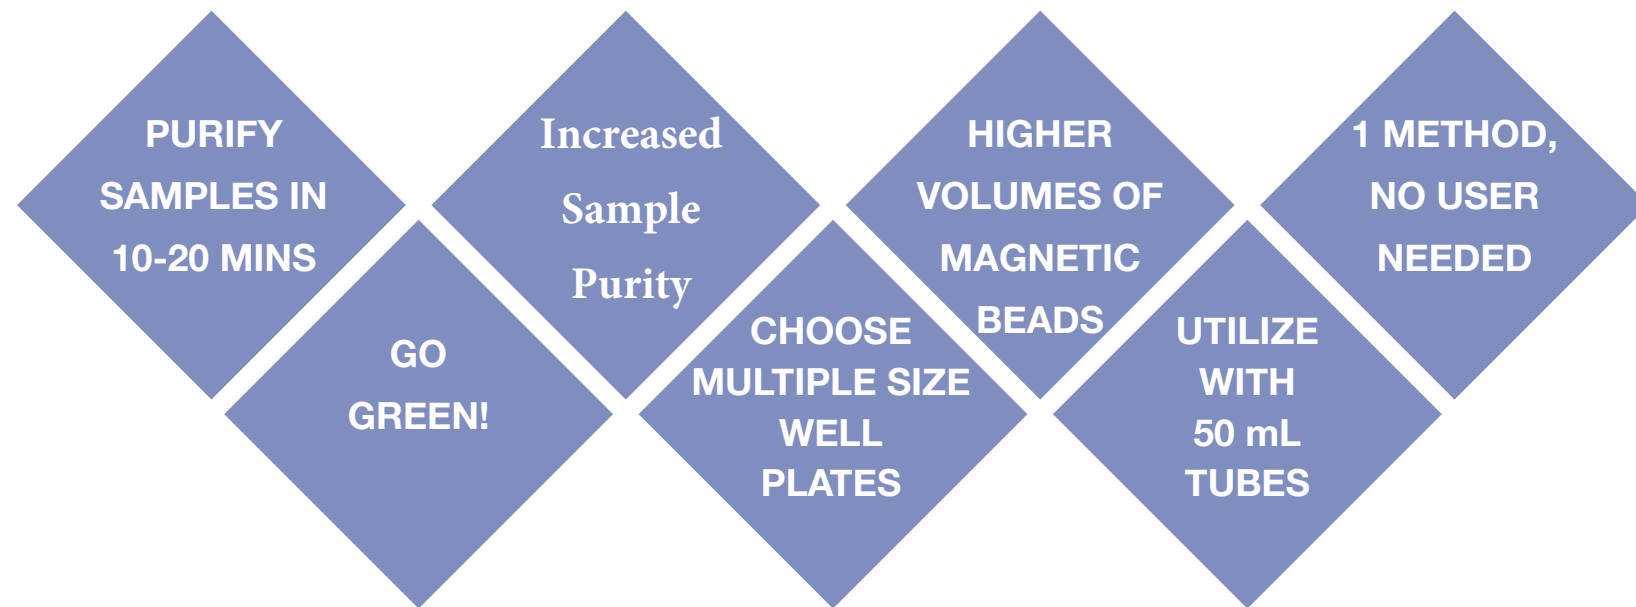 PURIFY
SAMPLES IN
10-20 MINS
GO
GREEN!
Increased
Sample
Purity
CHOOSE
MULTIPLE SIZE
WELL
PLATES
HIGHER
VOLUMES OF
MAGNETIC
BEADS
UTILIZE
WITH
50 mL
TUBES
1 METHOD,
NO USER
NEEDED